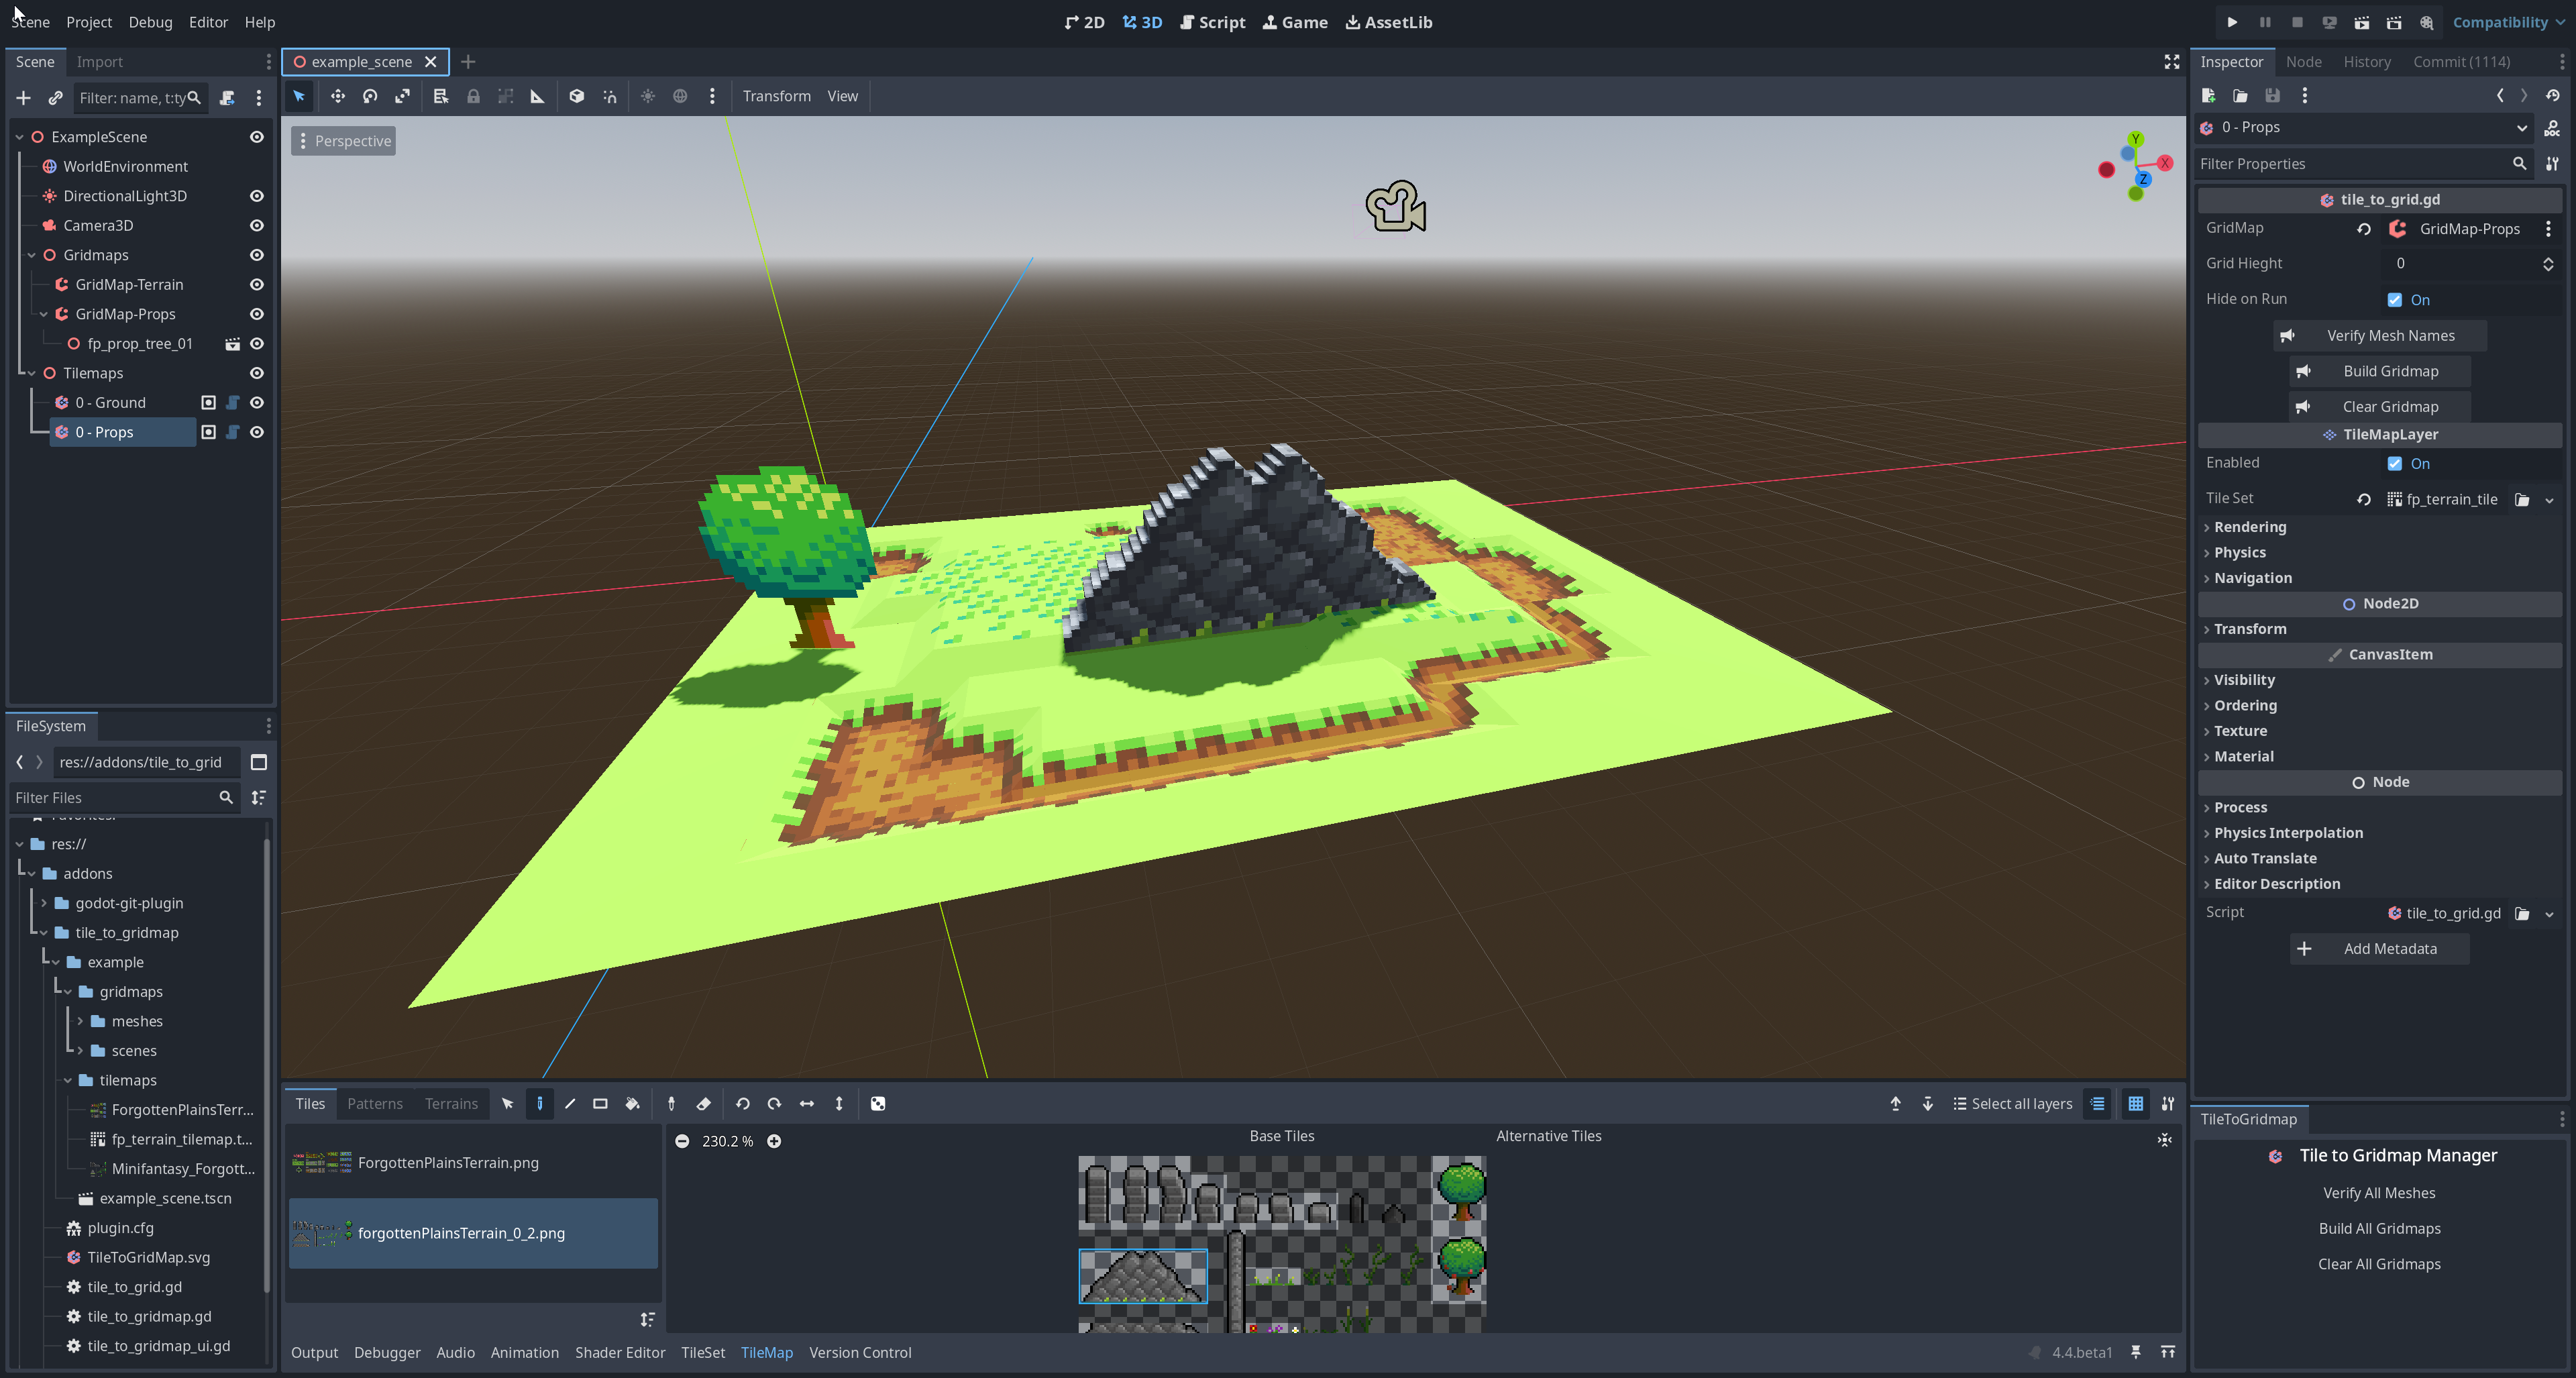 Scene Project Debug Editor Help
2D 3D Script Game AssetLib
Compatibility
Scene Import
Filter: name, t:ty
ExampleScene
WorldEnvironment
DirectionalLight3D
Camera3D
Gridmaps
GridMap-Terrain
GridMap-Props
fp_prop_tree_01
Tilemaps
0 - Ground
0 - Props
FileSystem
res://addons/tile_to_grid
Filter Files
Favorites:
res://
addons
godot-git-plugin
tile_to_gridmap
example
gridmaps
meshes
scenes
tilemaps
ForgottenPlainsTerr...
fp_terrain_tilemap.t...
Minifantasy_Forgott...
example_scene.tscn
plugin.cfg
TileToGridMap.svg
tile_to_grid.gd
tile_to_gridmap.gd
tile_to_gridmap_ui.gd
example_scene
Transform View
Perspective
Y
X
Z
Tiles Patterns Terrains
Select all layers
ForgottenPlainsTerrain.png
forgottenPlainsTerrain_0_2.png
230.2 %
Base Tiles
Alternative Tiles
Output Debugger Audio Animation Shader Editor TileSet TileMap Version Control
4.4.beta1
Inspector Node History Commit (1114)
0 - Props
Filter Properties
tile_to_grid.gd
GridMap GridMap-Props
Grid Hieght 0
Hide on Run On
Verify Mesh Names
Build Gridmap
Clear Gridmap
TileMapLayer
Enabled On
Tile Set fp_terrain_tile
Rendering
Physics
Navigation
Node2D
Transform
CanvasItem
Visibility
Ordering
Texture
Material
Node
Process
Physics Interpolation
Auto Translate
Editor Description
Script tile_to_grid.gd
Add Metadata
TileToGridmap
Tile to Gridmap Manager
Verify All Meshes
Build All Gridmaps
Clear All Gridmaps